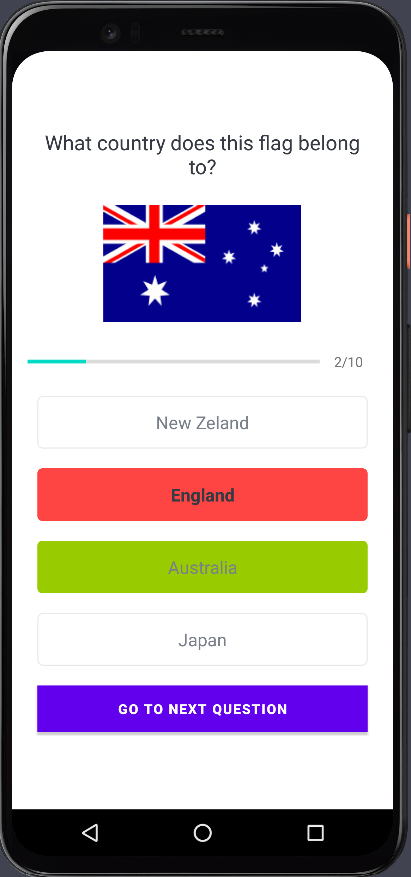 What country does this flag belong
to?
2/10
New Zeland
England
Australia
Japan
GO TO NEXT QUESTION